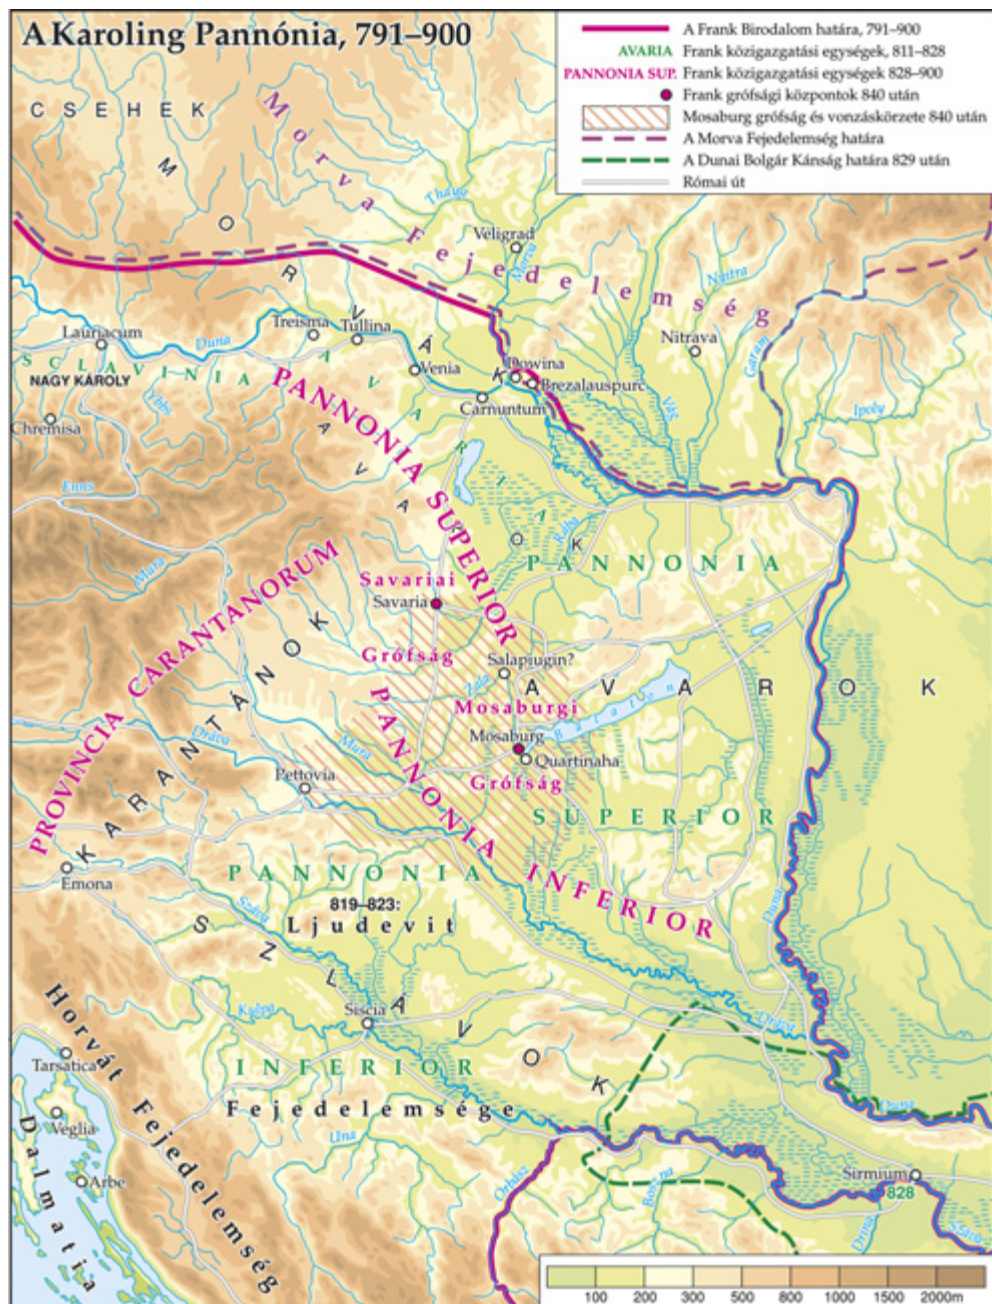 A Karoling Pannónia, 791–900
A Frank Birodalom határa, 791–900
AVARIA Frank közigazgatási egységek, 811–828
PANNONIA SUP. Frank közigazgatási egységek 828–900
Frank grófsági központok 840 után
Mosaburg grófság és vonzáskörzete 840 után
A Morva Fejedelemség határa
A Dunai Bolgár Kánság határa 829 után
Római út
CSEHEK
MORVÁK
Morva Fejedelemség
Thaya
Veligrad
Morva
Nyitra
Nitrava
Garam
Vág
Ipoly
Lauriacum
Treisma
Tullina
Duna
SCLAVINIA
AVARIA
NAGY KÁROLY
Ybbs
Venia
Dowina
Brezalauspurc
Carnuntum
Chremisa
Enns
PANNONIA SUPERIOR
AVAROK
Rába
PANNONIA
Mura
PROVINCIA CARANTANORUM
KARANTÁNOK
Savariai
Savaria
Grófság
Salapiugin?
Zala
AVAROK
Mosaburgi
Mosaburg
Balaton
Quartinaha
Grófság
Dráva
Mura
Pettovia
PANNONIA INFERIOR
SUPERIOR
Emona
PANNONIA
819–823:
Ljudevit
Száva
SZLÁVOK
Duna
Siscia
Kulpa
Dráva
INFERIOR
Fejedelemsége
Horvát Fejedelemség
Tarsatica
Veglia
Arbe
Dalmatia
Una
Orbász
Boszna
Duna
Sirmium
828
Drina
Száva
100 200 300 500 800 1000 1500 2000m